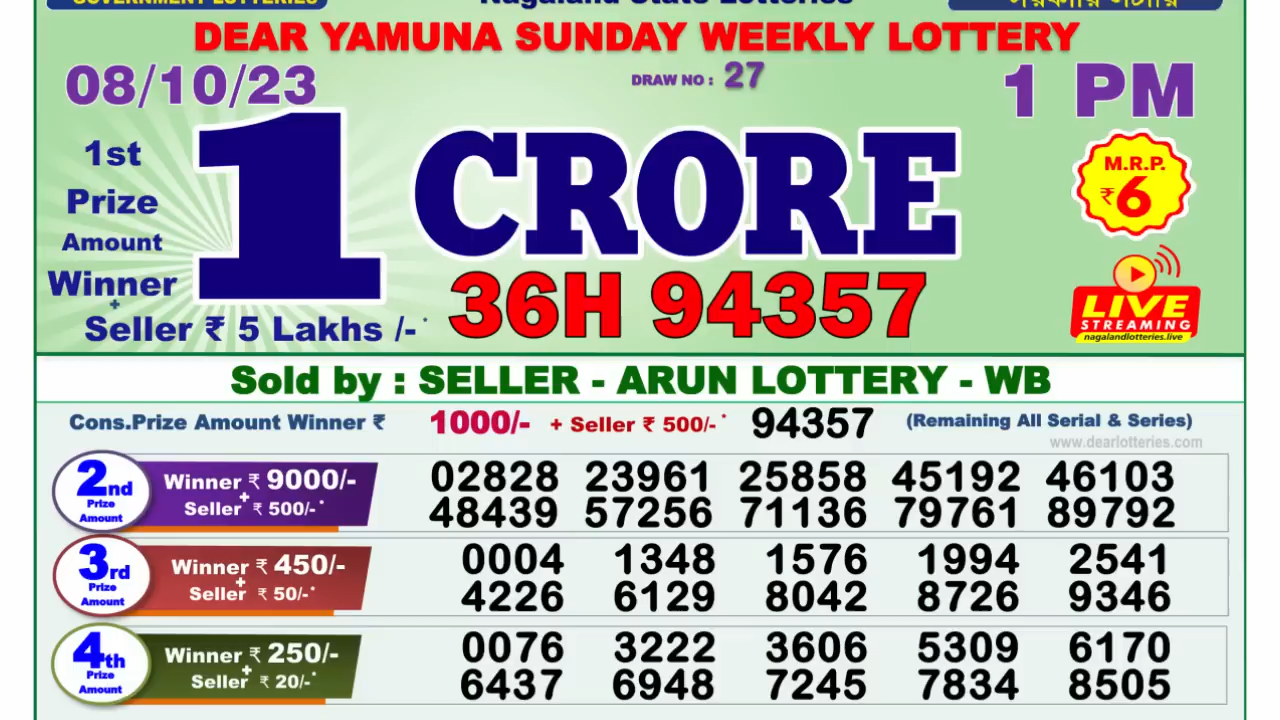 GOVERNMENT LOTTERIES
Nagaland State Lotteries
DEAR YAMUNA SUNDAY WEEKLY LOTTERY
08/10/23
DRAW NO : 27
1 PM
1st
Prize
Amount
Winner
+
Seller ₹ 5 Lakhs /-*
1 CRORE
36H 94357
M.R.P.
₹6
LIVE
STREAMING
nagalandlotteries.live
Sold by : SELLER - ARUN LOTTERY - WB
Cons.Prize Amount Winner ₹ 1000/- + Seller ₹ 500/-* 94357 (Remaining All Serial & Series)
www.dearlotteries.com
2nd
Prize
Amount
Winner ₹ 9000/-
+
Seller ₹ 500/-*
02828 23961 25858 45192 46103
48439 57256 71136 79761 89792
3rd
Prize
Amount
Winner ₹ 450/-
+
Seller ₹ 50/-*
0004 1348 1576 1994 2541
4226 6129 8042 8726 9346
4th
Prize
Amount
Winner ₹ 250/-
+
Seller ₹ 20/-*
0076 3222 3606 5309 6170
6437 6948 7245 7834 8505